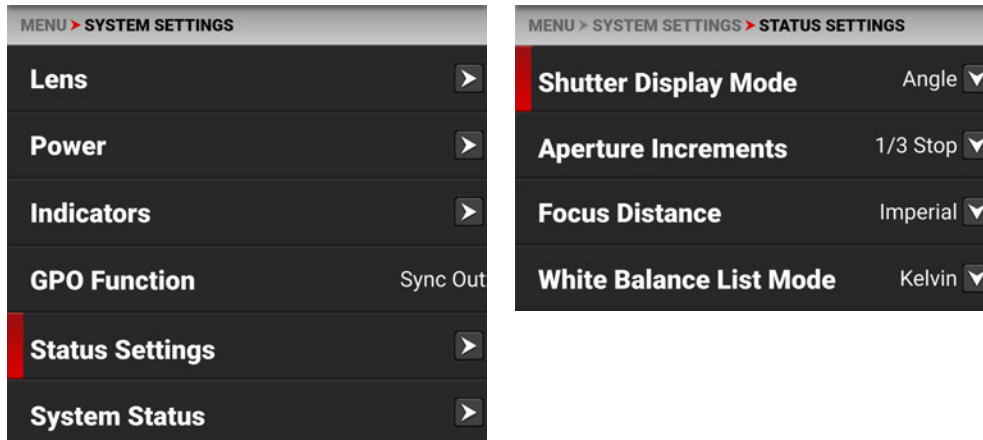 MENU > SYSTEM SETTINGS
Lens
Power
Indicators
GPO Function Sync Out
Status Settings
System Status
MENU > SYSTEM SETTINGS > STATUS SETTINGS
Shutter Display Mode Angle
Aperture Increments 1/3 Stop
Focus Distance Imperial
White Balance List Mode Kelvin